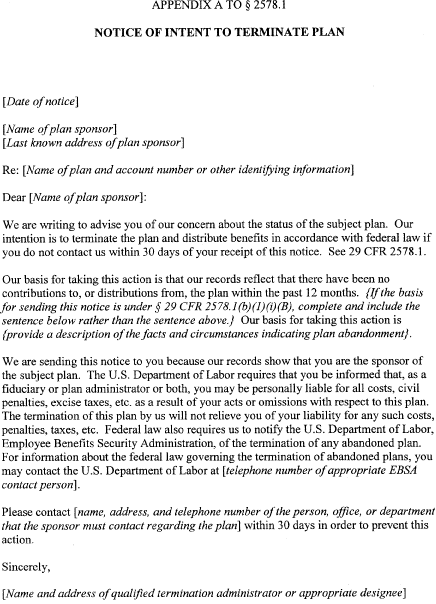 APPENDIX A TO § 2578.1
NOTICE OF INTENT TO TERMINATE PLAN
[Date of notice]
[Name of plan sponsor]
[Last known address of plan sponsor]
Re: [Name of plan and account number or other identifying information]
Dear [Name of plan sponsor]:
We are writing to advise you of our concern about the status of the subject plan. Our
intention is to terminate the plan and distribute benefits in accordance with federal law if
you do not contact us within 30 days of your receipt of this notice. See 29 CFR 2578.1.
Our basis for taking this action is that our records reflect that there have been no
contributions to, or distributions from, the plan within the past 12 months. {If the basis
for sending this notice is under § 29 CFR 2578.1(b)(1)(i)(B), complete and include the
sentence below rather than the sentence above.} Our basis for taking this action is
{provide a description of the facts and circumstances indicating plan abandonment}.
We are sending this notice to you because our records show that you are the sponsor of
the subject plan. The U.S. Department of Labor requires that you be informed that, as a
fiduciary or plan administrator or both, you may be personally liable for all costs, civil
penalties, excise taxes, etc. as a result of your acts or omissions with respect to this plan.
The termination of this plan by us will not relieve you of your liability for any such costs,
penalties, taxes, etc. Federal law also requires us to notify the U.S. Department of Labor,
Employee Benefits Security Administration, of the termination of any abandoned plan.
For information about the federal law governing the termination of abandoned plans, you
may contact the U.S. Department of Labor at [telephone number of appropriate EBSA
contact person].
Please contact [name, address, and telephone number of the person, office, or department
that the sponsor must contact regarding the plan] within 30 days in order to prevent this
action.
Sincerely,
[Name and address of qualified termination administrator or appropriate designee]